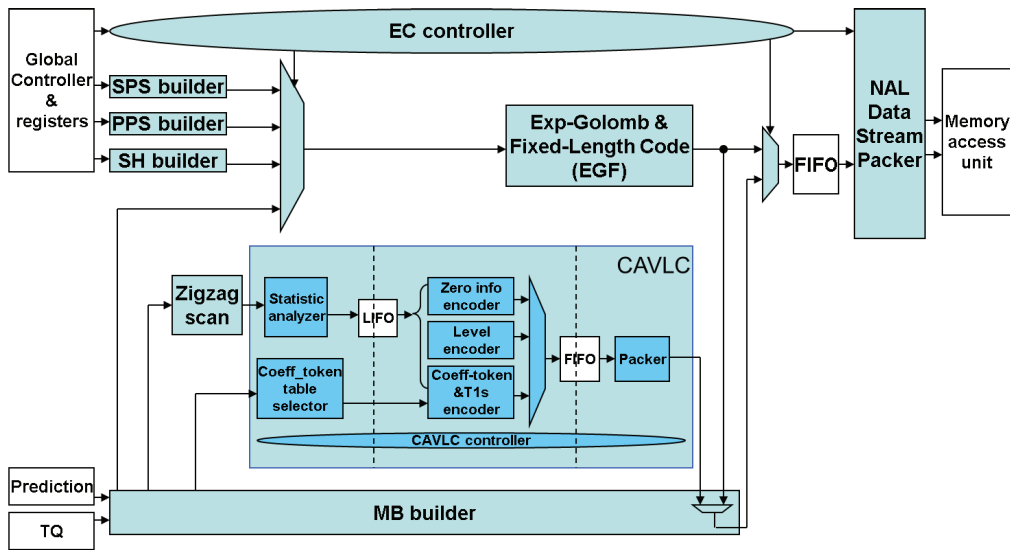 EC controller
Global
Controller
&
registers
SPS builder
PPS builder
SH builder
Exp-Golomb &
Fixed-Length Code
(EGF)
FIFO
NAL
Data
Stream
Packer
Memory
access
unit
CAVLC
Zigzag
scan
Statistic
analyzer
LIFO
Zero info
encoder
Level
encoder
Coeff-token
&T1s
encoder
FIFO
Packer
Coeff_token
table
selector
CAVLC controller
Prediction
TQ
MB builder